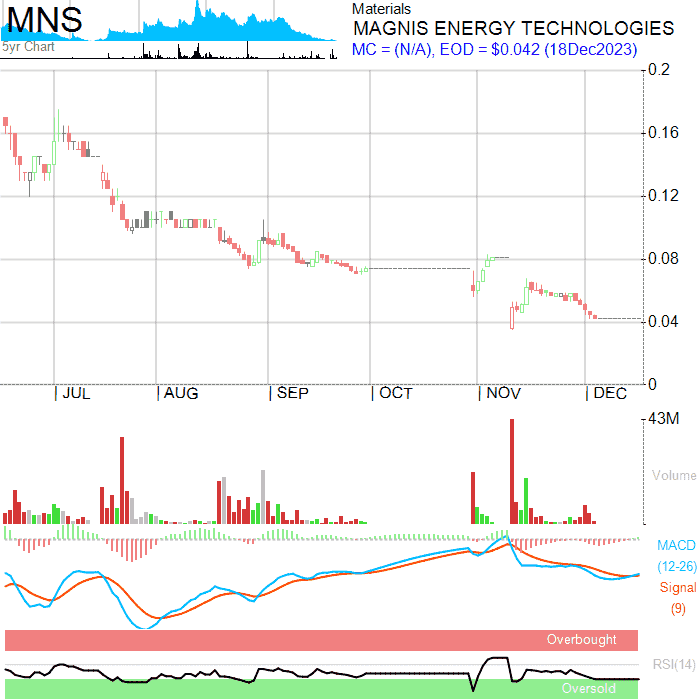 MNS
5yr Chart
Materials
MAGNIS ENERGY TECHNOLOGIES
MC = (N/A), EOD = $0.042 (18Dec2023)
0.2
0.16
0.12
0.08
0.04
0
JUL AUG SEP OCT NOV DEC
43M
Volume
MACD
(12-26)
Signal
(9)
Overbought
RSI(14)
Oversold